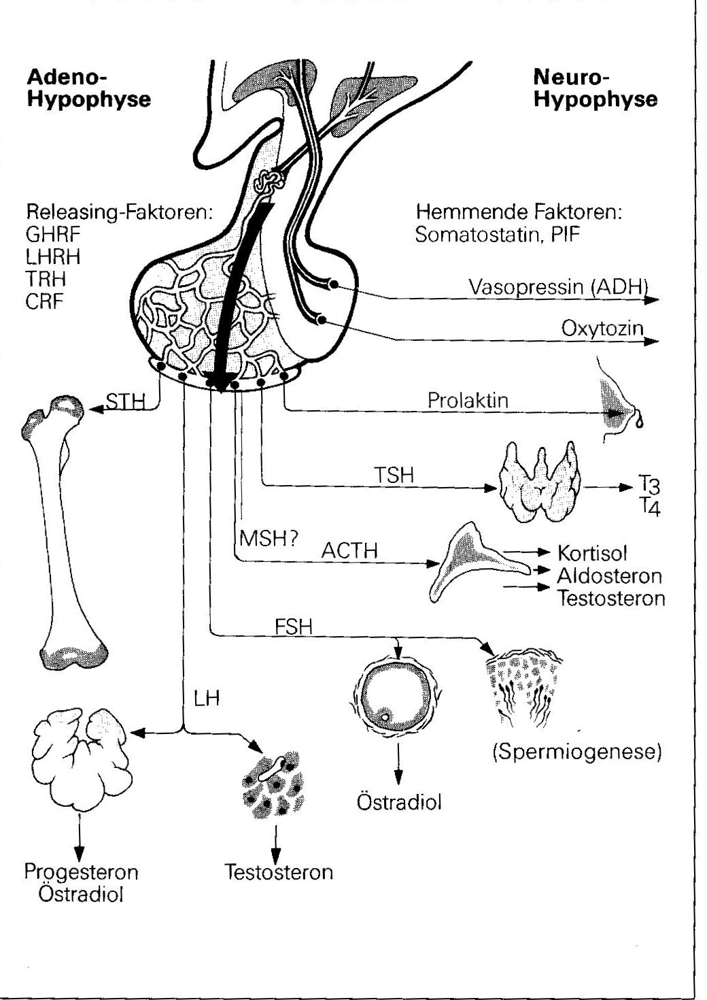 Adeno-
Hypophyse
Neuro-
Hypophyse
Releasing-Faktoren:
GHRF
LHRH
TRH
CRF
Hemmende Faktoren:
Somatostatin, PIF
Vasopressin (ADH)
Oxytozin
STH
Prolaktin
TSH
T3
T4
MSH?
ACTH
Kortisol
Aldosteron
Testosteron
FSH
LH
(Spermiogenese)
Östradiol
Progesteron
Östradiol
Testosteron